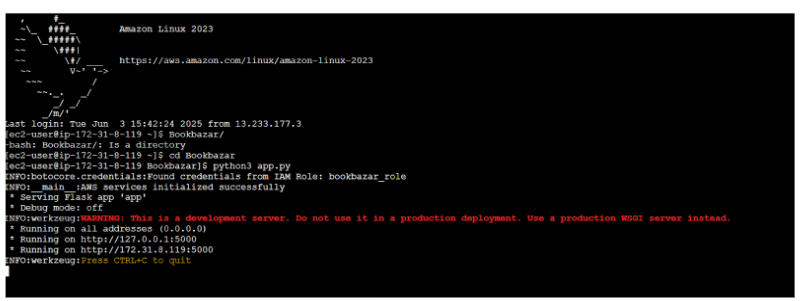 Amazon Linux 2023
https://aws.amazon.com/linux/amazon-linux-2023
Last login: Tue Jun  3 15:42:24 2025 from 13.233.177.3
[ec2-user@ip-172-31-8-119 ~]$ Bookbazar/
-bash: Bookbazar/: Is a directory
[ec2-user@ip-172-31-8-119 ~]$ cd Bookbazar
[ec2-user@ip-172-31-8-119 Bookbazar]$ python3 app.py
INFO:botocore.credentials:Found credentials from IAM Role: bookbazar_role
INFO:__main__:AWS services initialized successfully
 * Serving Flask app 'app'
 * Debug mode: off
INFO:werkzeug:WARNING: This is a development server. Do not use it in a production deployment. Use a production WSGI server instead.
 * Running on all addresses (0.0.0.0)
 * Running on http://127.0.0.1:5000
 * Running on http://172.31.8.119:5000
INFO:werkzeug:Press CTRL+C to quit